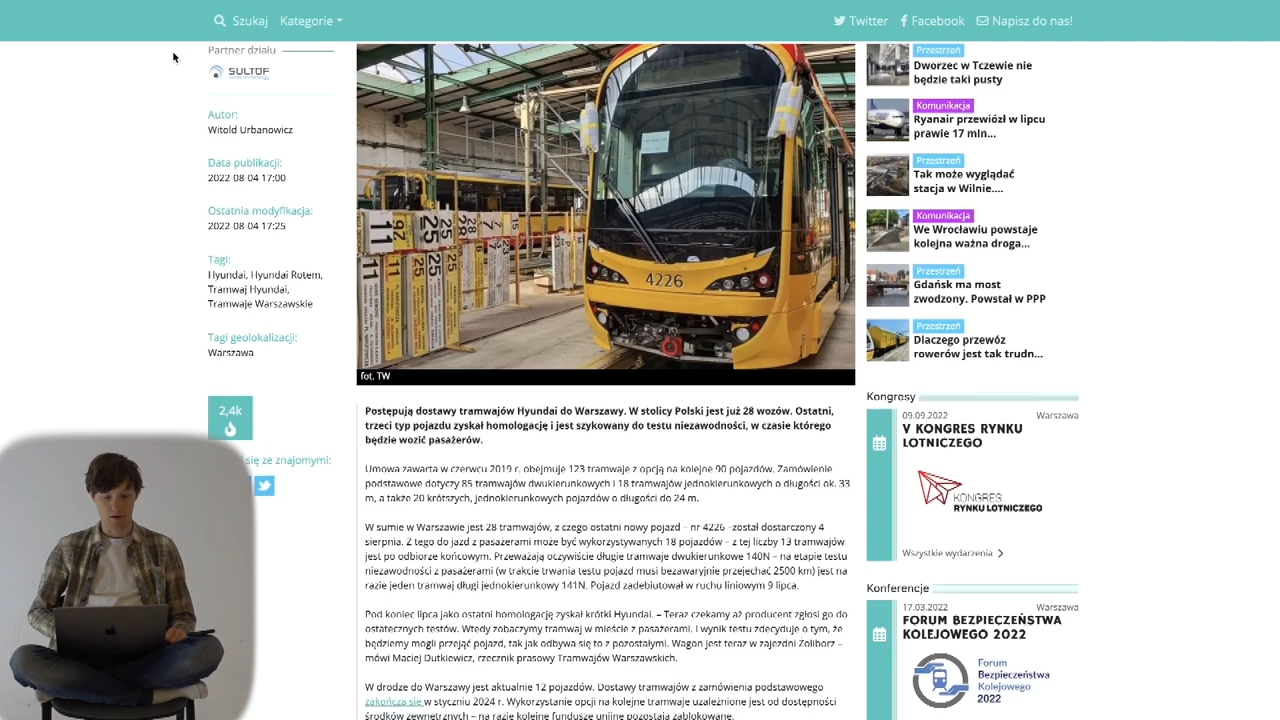 Szukaj Kategorie
Twitter Facebook Napisz do nas!
Partner działu
SULTOF
Autor:
Witold Urbanowicz
Data publikacji:
2022-08-04 17:00
Ostatnia modyfikacja:
2022-08-04 17:25
Tagi:
Hyundai, Hyundai Rotem,
Tramwaj Hyundai,
Tramwaje Warszawskie
Tagi geolokalizacji:
Warszawa
2,4k
się ze znajomymi:
4226
11
26
25
25
28
fot. TW
Postępują dostawy tramwajów Hyundai do Warszawy. W stolicy Polski jest już 28 wozów. Ostatni,
trzeci typ pojazdu zyskał homologację i jest szykowany do testu niezawodności, w czasie którego
będzie wozić pasażerów.
Umowa zawarta w czerwcu 2019 r. obejmuje 123 tramwaje z opcją na kolejne 90 pojazdów. Zamówienie
podstawowe dotyczy 85 tramwajów dwukierunkowych i 18 tramwajów jednokierunkowych o długości ok. 33
m, a także 20 krótszych, jednokierunkowych pojazdów o długości do 24 m.
W sumie w Warszawie jest 28 tramwajów, z czego ostatni nowy pojazd – nr 4226 –został dostarczony 4
sierpnia. Z tego do jazd z pasażerami może być wykorzystywanych 18 pojazdów – z tej liczby 13 tramwajów
jest po odbiorze końcowym. Przeważają oczywiście długie tramwaje dwukierunkowe 140N – na etapie testu
niezawodności z pasażerami (w trakcie trwania testu pojazd musi bezawaryjnie przejechać 2500 km) jest na
razie jeden tramwaj długi jednokierunkowy 141N. Pojazd zadebiutował w ruchu liniowym 9 lipca.
Pod koniec lipca jako ostatni homologację zyskał krótki Hyundai. – Teraz czekamy aż producent zgłosi go do
ostatecznych testów. Wtedy zobaczymy tramwaj w mieście z pasażerami. I wynik testu zdecyduje o tym, że
będziemy mogli przejąć pojazd, tak jak odbywa się to z pozostałymi. Wagon jest teraz w zajezdni Żoliborz –
mówi Maciej Dutkiewicz, rzecznik prasowy Tramwajów Warszawskich.
W drodze do Warszawy jest aktualnie 12 pojazdów. Dostawy tramwajów z zamówienia podstawowego
zakończą się w styczniu 2024 r. Wykorzystanie opcji na kolejne tramwaje uzależnione jest od dostępności
środków zewnętrznych – na razie kolejne fundusze unijne pozostają zablokowane.
Przestrzeń
Dworzec w Tczewie nie
będzie taki pusty
Komunikacja
Ryanair przewiózł w lipcu
prawie 17 mln...
Przestrzeń
Tak może wyglądać
stacja w Wilnie....
Komunikacja
We Wrocławiu powstaje
kolejna ważna droga...
Przestrzeń
Gdańsk ma most
zwodzony. Powstał w PPP
Przestrzeń
Dlaczego przewóz
rowerów jest tak trudn...
Kongresy
09.09.2022 Warszawa
V KONGRES RYNKU
LOTNICZEGO
KONGRES
RYNKU LOTNICZEGO
Wszystkie wydarzenia
Konferencje
17.03.2022 Warszawa
FORUM BEZPIECZEŃSTWA
KOLEJOWEGO 2022
Forum
Bezpieczeństwa
Kolejowego
2022